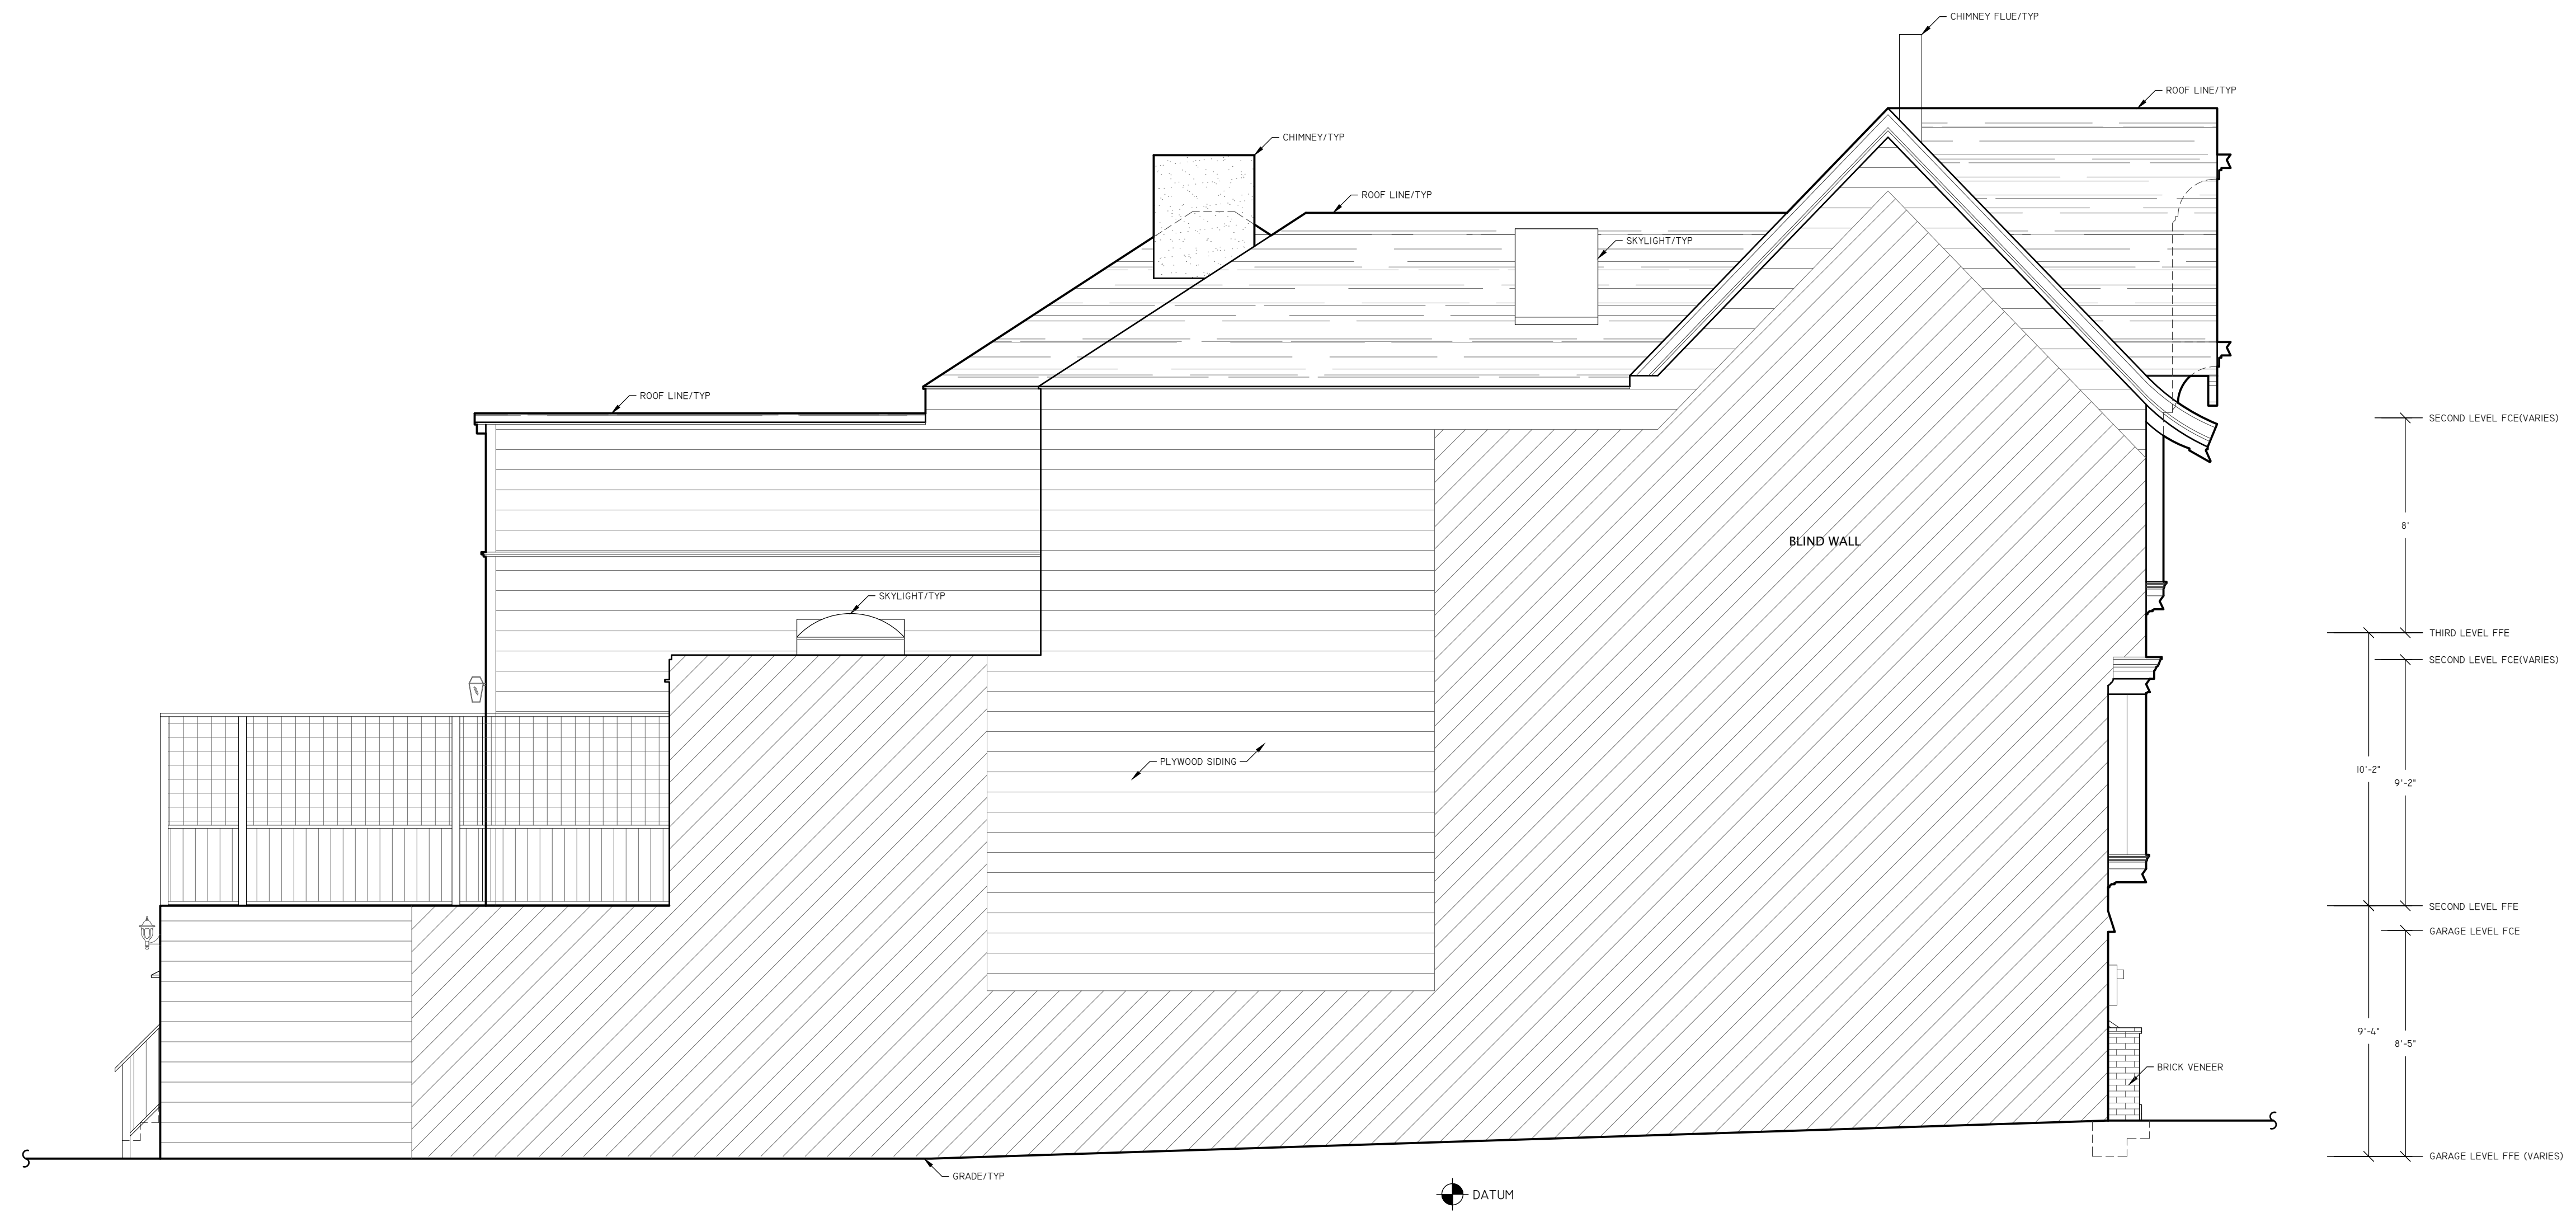 CHIMNEY FLUE/TYP
ROOF LINE/TYP
CHIMNEY/TYP
ROOF LINE/TYP
SKYLIGHT/TYP
ROOF LINE/TYP
SECOND LEVEL FCE(VARIES)
8'
BLIND WALL
SKYLIGHT/TYP
THIRD LEVEL FFE
SECOND LEVEL FCE(VARIES)
PLYWOOD SIDING
10'-2"
9'-2"
SECOND LEVEL FFE
GARAGE LEVEL FCE
9'-4"
8'-5"
BRICK VENEER
GARAGE LEVEL FFE (VARIES)
GRADE/TYP
DATUM